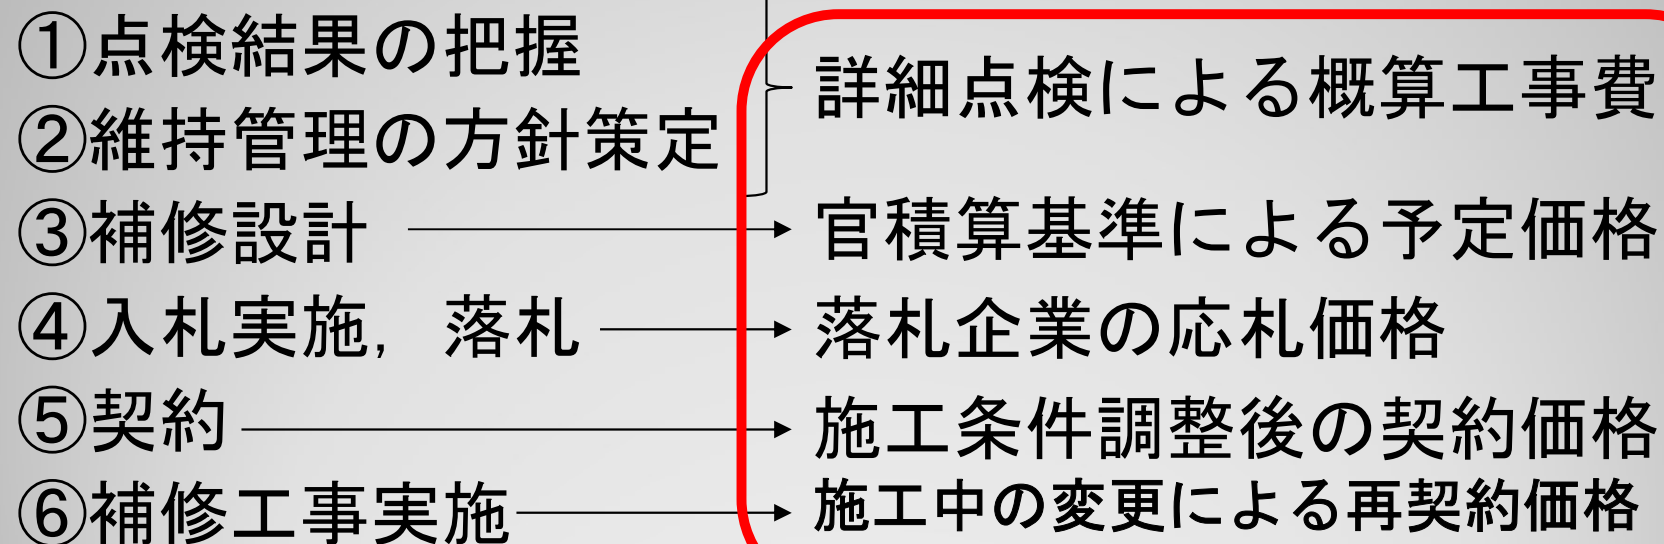 ①点検結果の把握
②維持管理の方針策定
③補修設計
④入札実施，落札
⑤契約
⑥補修工事実施
詳細点検による概算工事費
官積算基準による予定価格
落札企業の応札価格
施工条件調整後の契約価格
施工中の変更による再契約価格